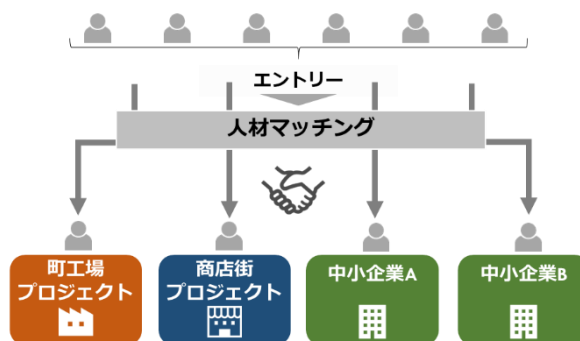 エントリー
人材マッチング
町工場
プロジェクト
商店街
プロジェクト
中小企業A
中小企業B